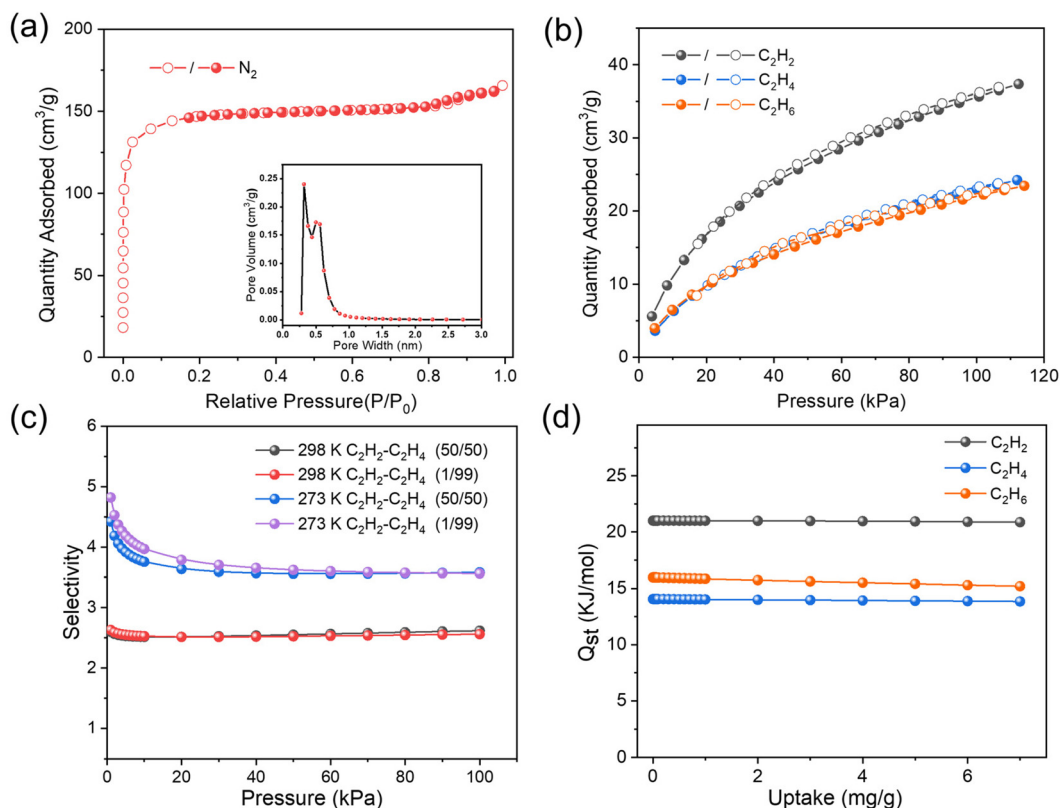 (a)
200
150
100
50
0
Quantity Adsorbed (cm³/g)
/ N₂
0.25
0.20
0.15
0.10
0.05
0.00
Pore Volume (cm³/g)
0.0 0.5 1.0 1.5 2.0 2.5 3.0
Pore Width (nm)
0.0 0.2 0.4 0.6 0.8 1.0
Relative Pressure(P/P₀)
(b)
40
30
20
10
0
Quantity Adsorbed (cm³/g)
/ C₂H₂
/ C₂H₄
/ C₂H₆
0 20 40 60 80 100 120
Pressure (kPa)
(c)
6
5
4
3
2
1
Selectivity
298 K C₂H₂-C₂H₄ (50/50)
298 K C₂H₂-C₂H₄ (1/99)
273 K C₂H₂-C₂H₄ (50/50)
273 K C₂H₂-C₂H₄ (1/99)
0 20 40 60 80 100
Pressure (kPa)
(d)
25
20
15
10
5
0
Qst (KJ/mol)
C₂H₂
C₂H₄
C₂H₆
0 2 4 6
Uptake (mg/g)